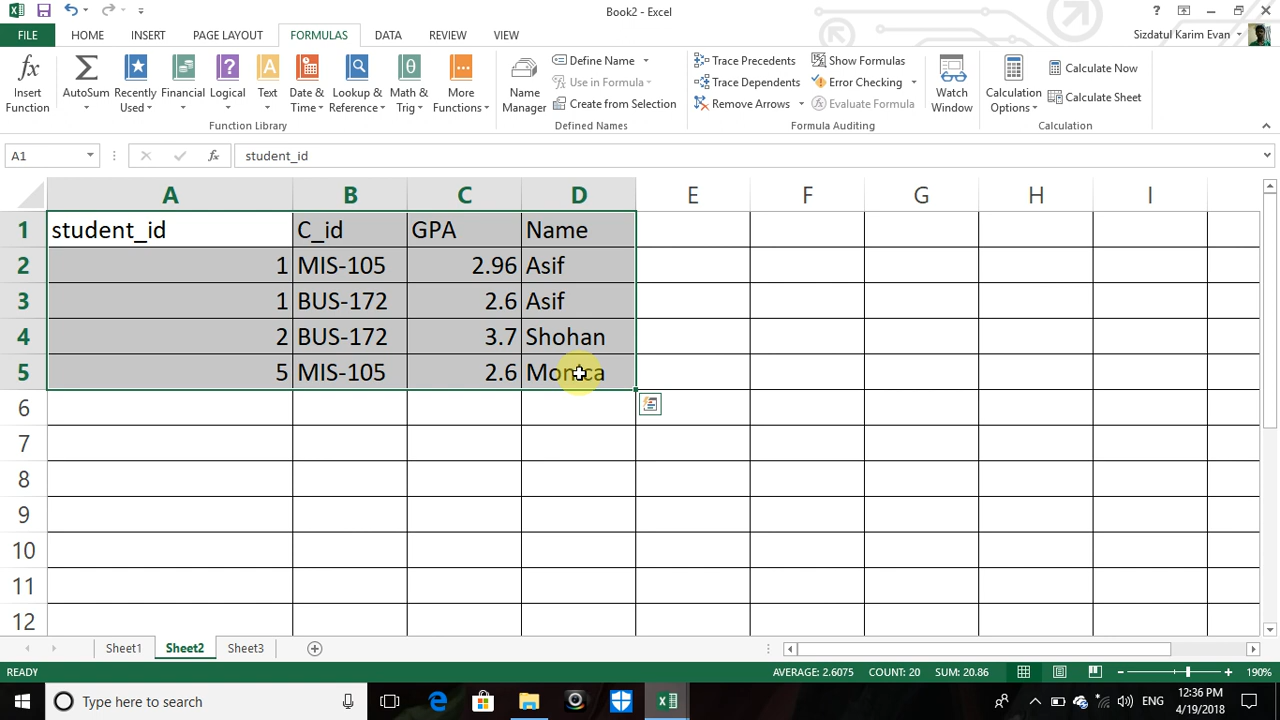 Book2 - Excel
?
FILE HOME INSERT PAGE LAYOUT FORMULAS DATA REVIEW VIEW Sizdatul Karim Evan
fx Insert Function
Σ AutoSum
Recently Used
Financial
Logical
Text
Date & Time
Lookup & Reference
Math & Trig
More Functions
Function Library
Name Manager
Define Name
Use in Formula
Create from Selection
Defined Names
Trace Precedents
Trace Dependents
Remove Arrows
Show Formulas
Error Checking
Evaluate Formula
Formula Auditing
Watch Window
Calculation Options
Calculate Now
Calculate Sheet
Calculation
A1 fx student_id
A B C D E F G H I
1 student_id C_id GPA Name
2 1 MIS-105 2.96 Asif
3 1 BUS-172 2.6 Asif
4 2 BUS-172 3.7 Shohan
5 5 MIS-105 2.6 Monica
6
7
8
9
10
11
12
Sheet1 Sheet2 Sheet3
READY AVERAGE: 2.6075 COUNT: 20 SUM: 20.86 190%
Type here to search ENG 12:36 PM
4/19/2018